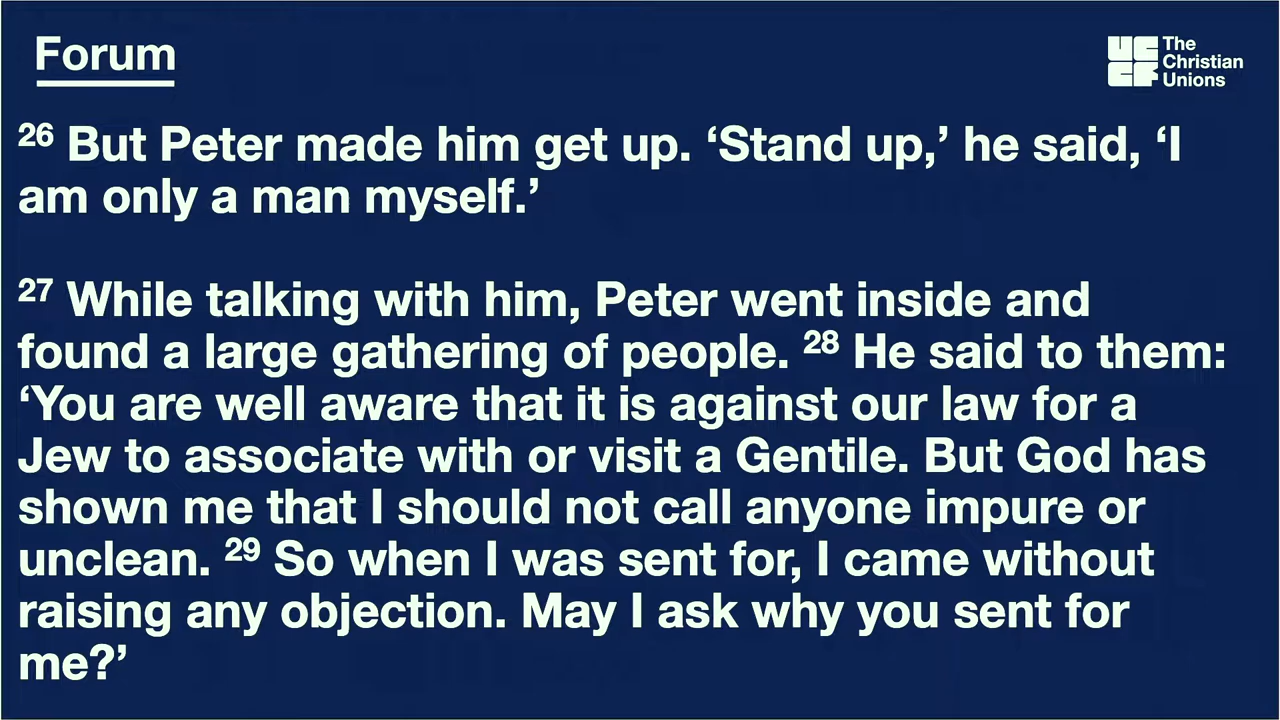 Forum
UCCF The
Christian
Unions
26 But Peter made him get up. ‘Stand up,’ he said, ‘I
am only a man myself.’
27 While talking with him, Peter went inside and
found a large gathering of people. 28 He said to them:
‘You are well aware that it is against our law for a
Jew to associate with or visit a Gentile. But God has
shown me that I should not call anyone impure or
unclean. 29 So when I was sent for, I came without
raising any objection. May I ask why you sent for
me?’